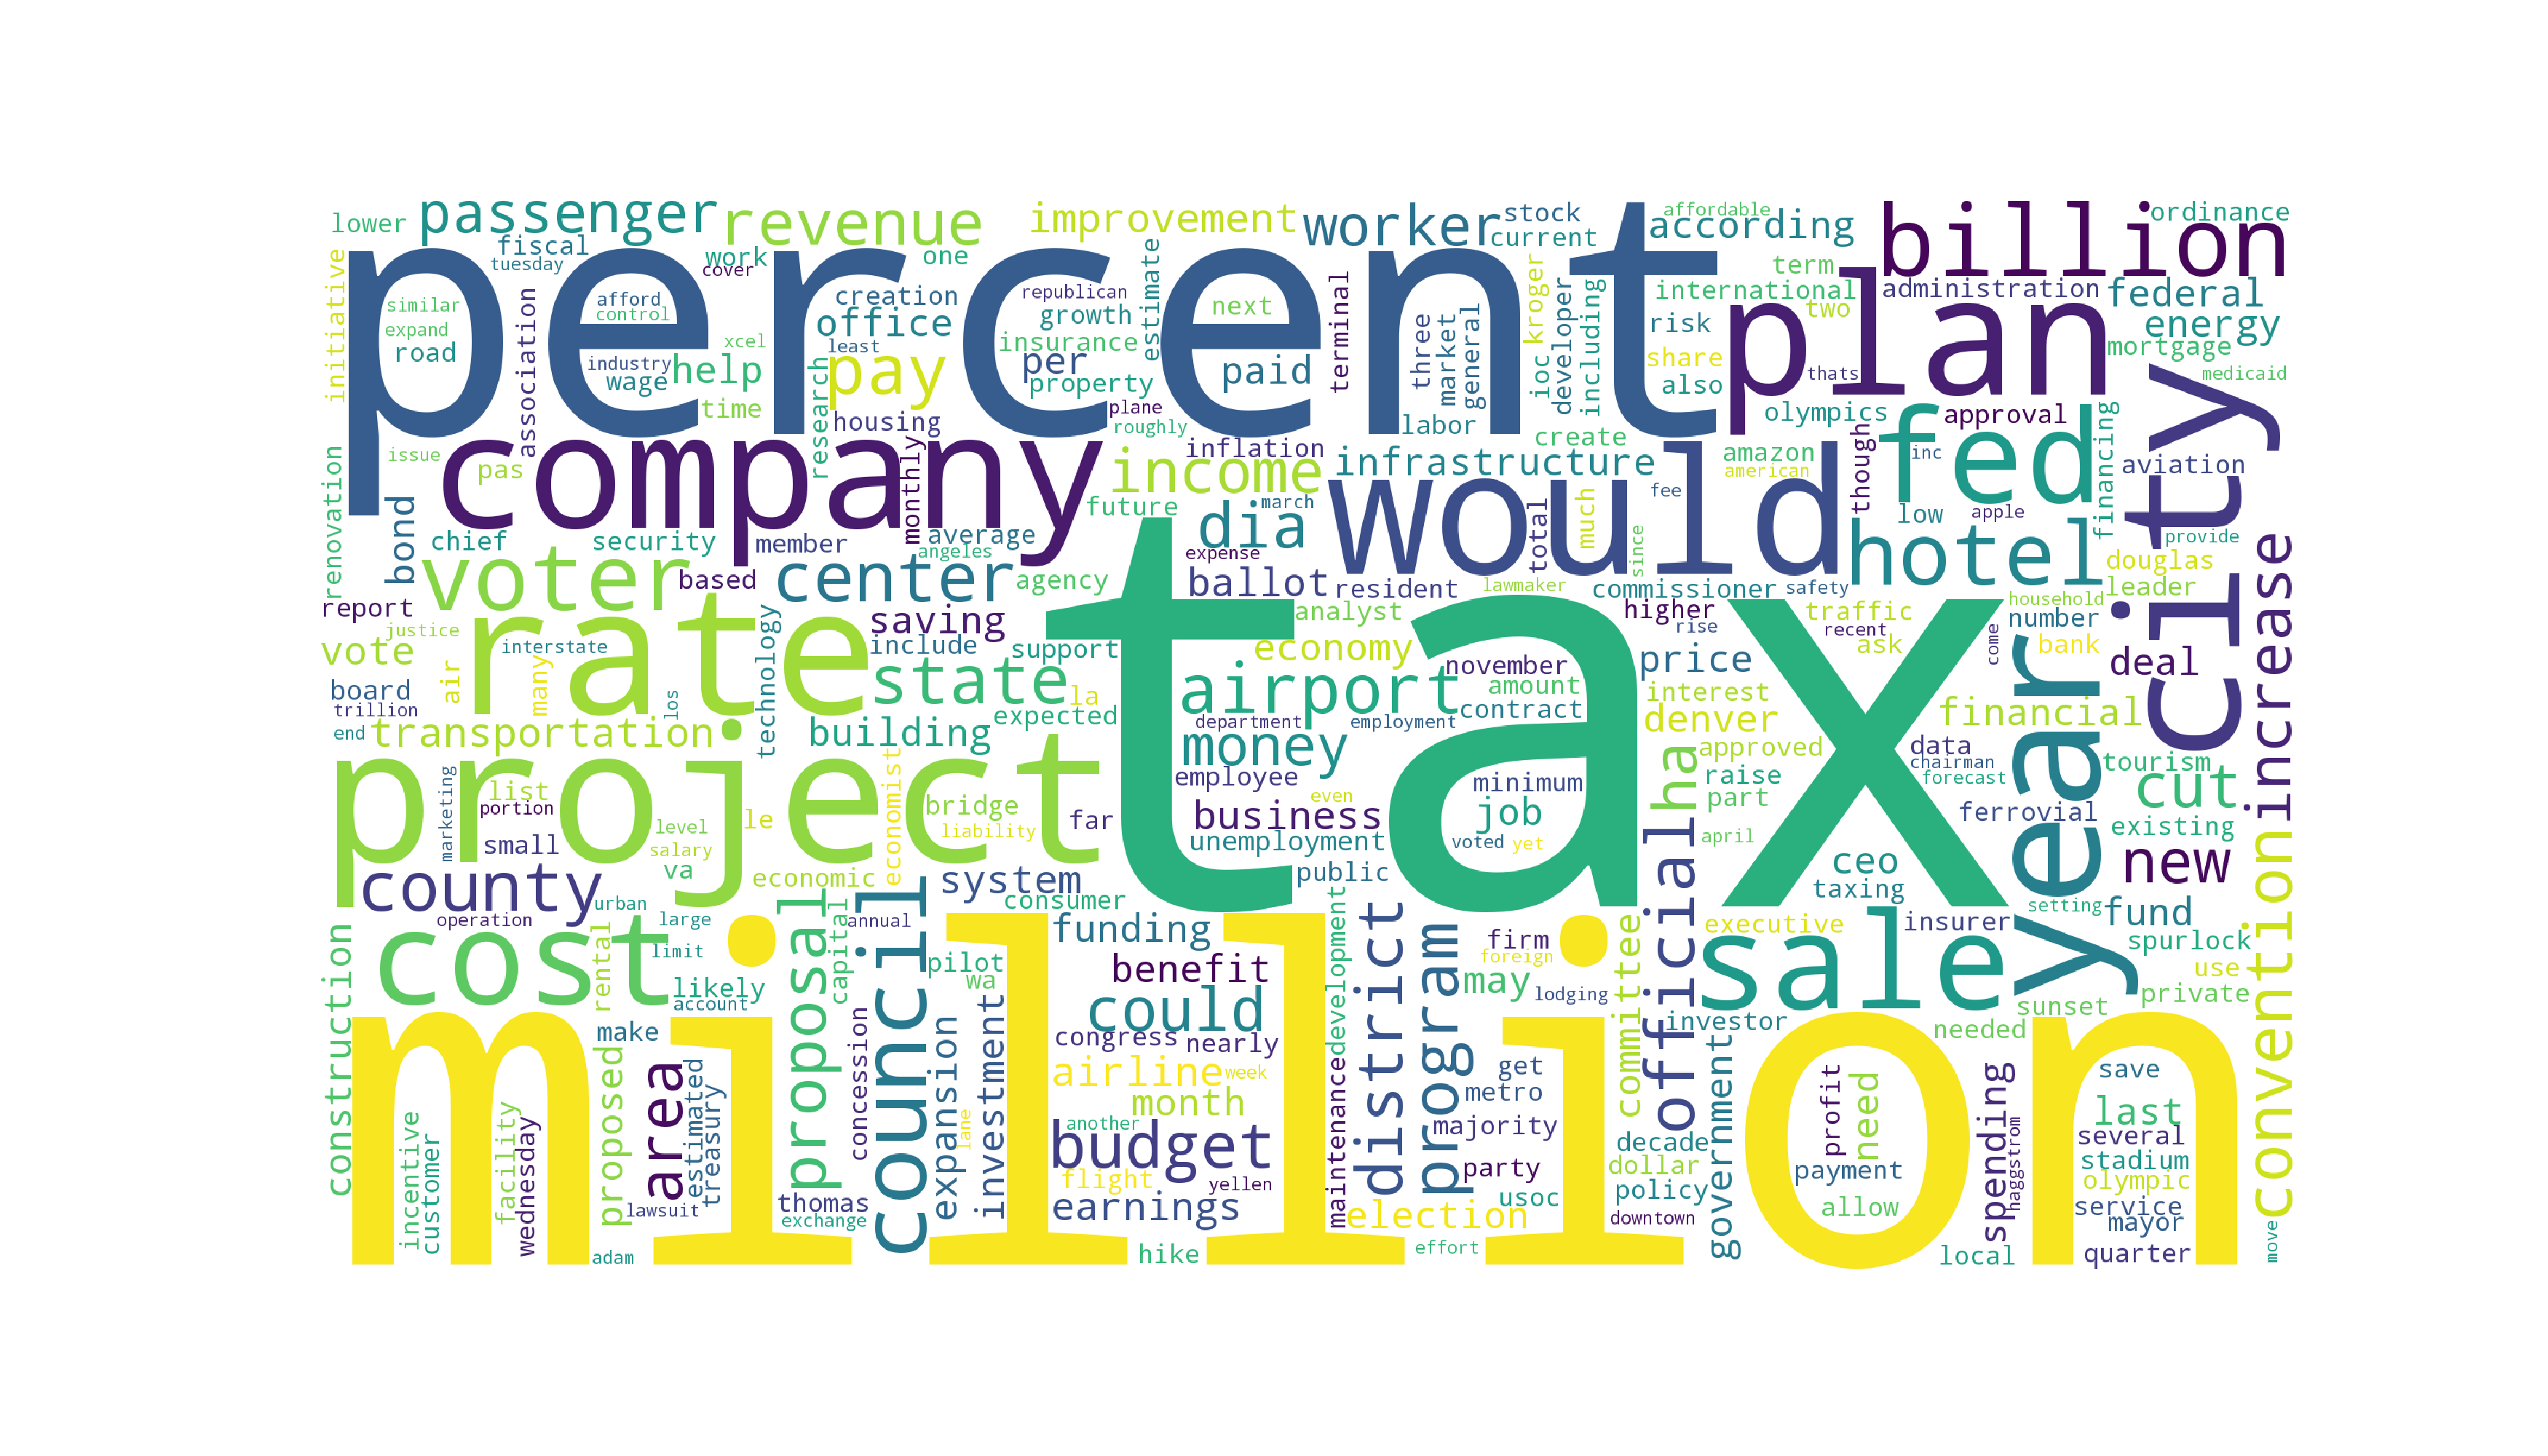 percent
tax
million
company
would
plan
billion
city
fed
hotel
year
sale
rate
project
cost
voter
center
county
council
passenger
revenue
improvement
worker
stock
current
affordable
according
ordinance
lower
fiscal
tuesday
work
cover
one
initiative
similar
expand
road
association
afford
control
industry
wage
help
xcel
creation
office
least
pay
time
research
housing
republican
growth
next
insurance
per
property
plane
roughly
estimate
paid
terminal
three
market
general
labor
ioc
kroger
developer
including
create
international
risk
share
also
term
two
thats
administration
federal
energy
mortgage
medicaid
olympics
approval
amazon
american
though
inc
low
apple
financing
aviation
provide
douglas
leader
issue
pas
renovation
bond
chief
security
monthly
member
average
angeles
agency
income
inflation
future
march
dia
expense
infrastructure
total
much
since
fee
ballot
resident
lawmaker
commissioner
safety
analyst
higher
rise
traffic
recent
ask
household
number
bank
come
deal
increase
report
justice
vote
based
interstate
saving
include
support
technology
state
la
expected
board
trillion
end
air
many
los
transportation
building
airport
economy
november
amount
contract
price
interest
denver
approved
raise
part
april
financial
data
chairman
forecast
tourism
cut
ferrovial
existing
new
department
employment
money
employee
minimum
even
business
job
unemployment
voted
yet
public
official
ha
ceo
taxing
executive
insurer
setting
fund
spurlock
use
private
convention
marketing
list
portion
small
level
salary
le
va
economist
bridge
liability
far
economic
system
consumer
operation
urban
large
limit
annual
funding
development
district
program
firm
foreign
may
lodging
committee
construction
rental
likely
account
proposal
capital
pilot
wa
benefit
could
congress
nearly
investor
needed
sunset
make
proposed
area
estimated
treasury
concession
expansion
investment
airline
week
month
another
lane
budget
flight
yellen
earnings
maintenance
get
metro
majority
party
usoc
election
effort
decade
dollar
policy
downtown
government
profit
need
payment
allow
spending
haggstrom
save
last
several
stadium
olympic
service
mayor
quarter
local
move
incentive
customer
facility
wednesday
lawsuit
adam
thomas
exchange
hike